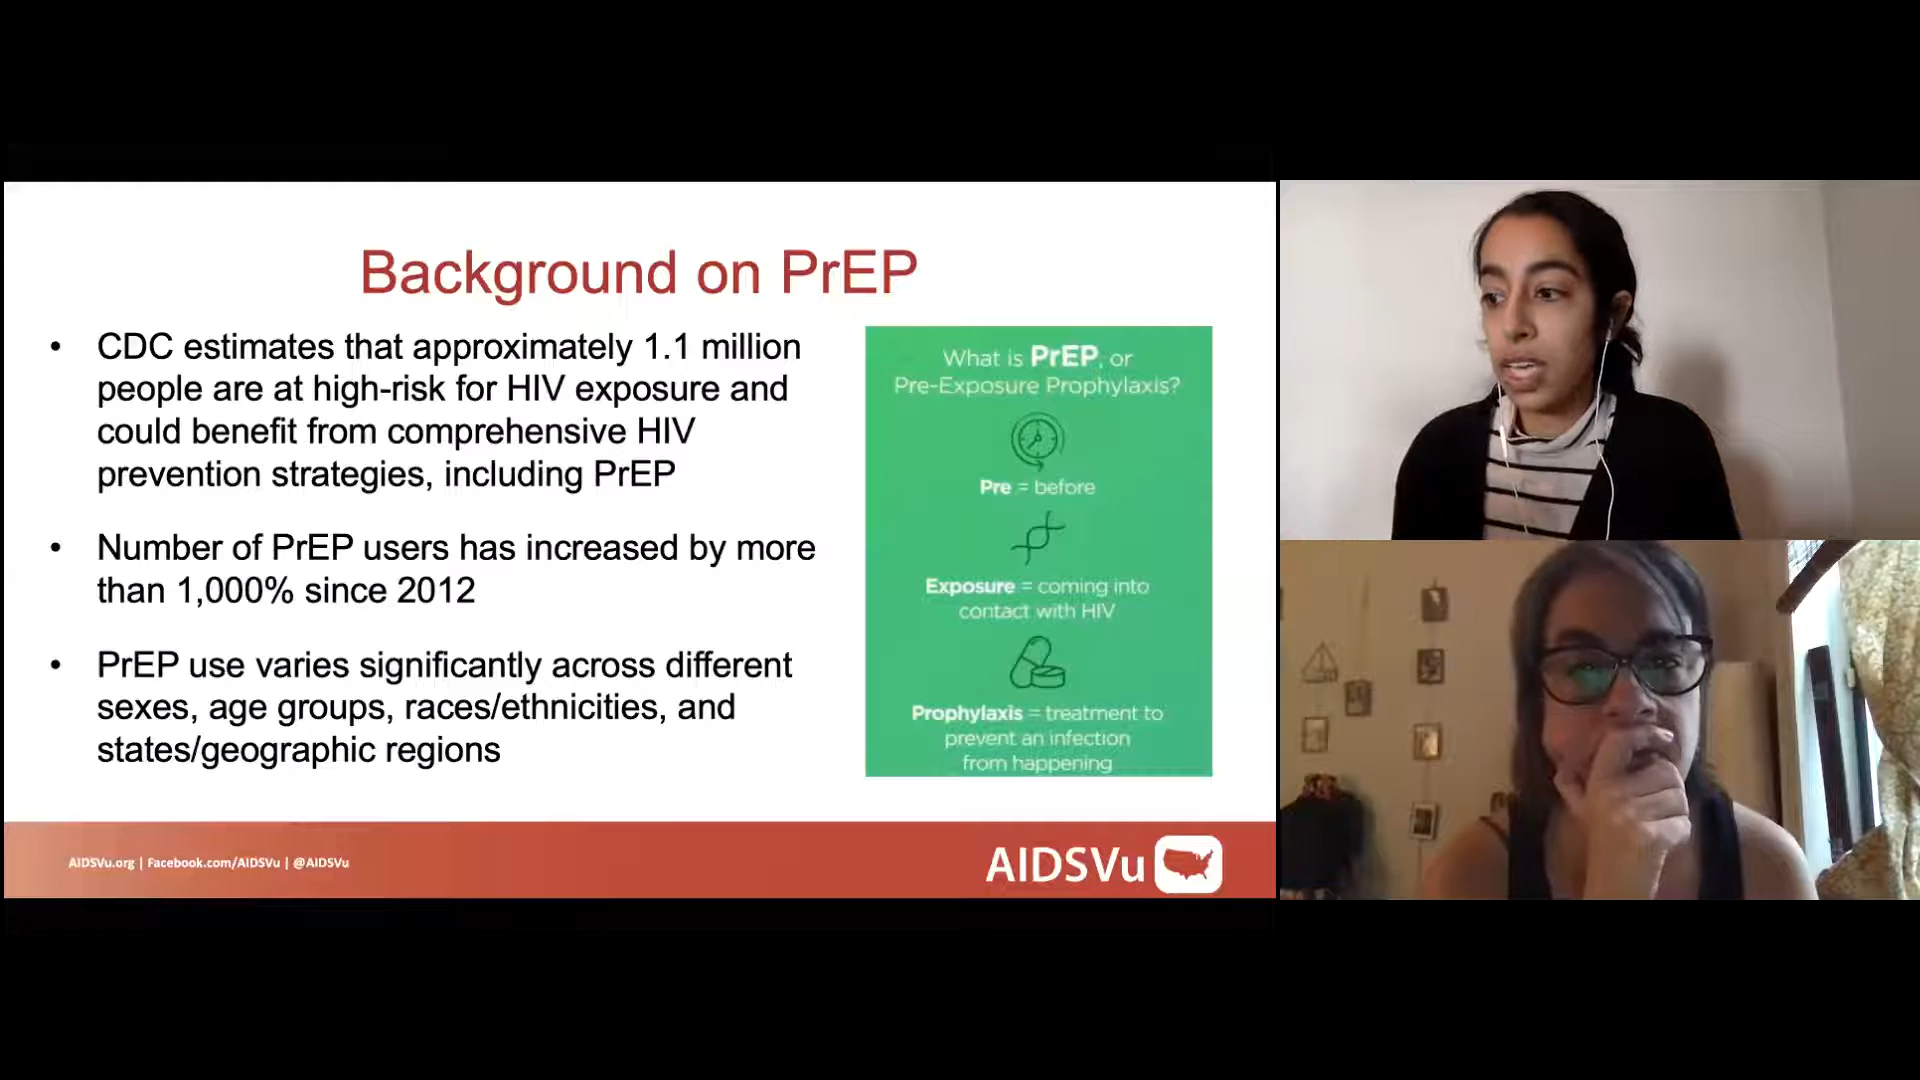 Background on PrEP
• CDC estimates that approximately 1.1 million
people are at high-risk for HIV exposure and
could benefit from comprehensive HIV
prevention strategies, including PrEP
• Number of PrEP users has increased by more
than 1,000% since 2012
• PrEP use varies significantly across different
sexes, age groups, races/ethnicities, and
states/geographic regions
What is PrEP, or
Pre-Exposure Prophylaxis?
Pre = before
Exposure = coming into
contact with HIV
Prophylaxis = treatment to
prevent an infection
from happening
AIDSVu.org | Facebook.com/AIDSVu | @AIDSVu
AIDSVu